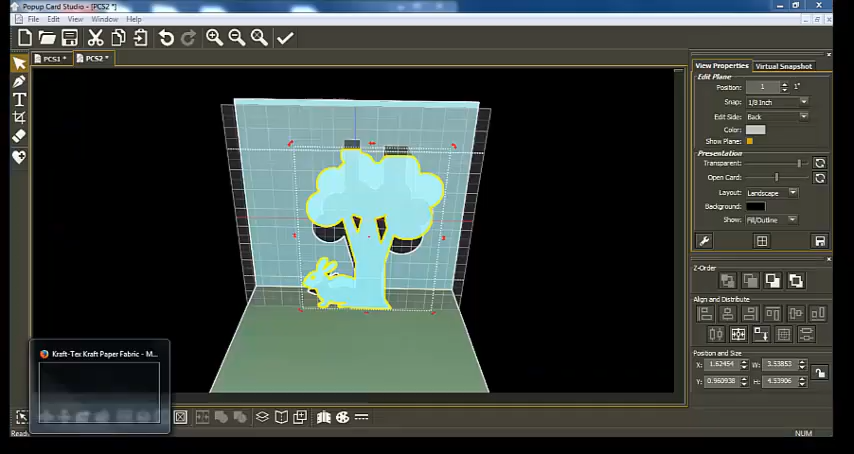 Popup Card Studio - [PCS2 *]
File Edit View Window Help
PCS1 * PCS2 *
View Properties Virtual Snapshot
Edit Plane
Position: 1 1"
Snap: 1/8 Inch
Edit Side: Back
Color:
Show Plane:
Presentation
Transparent:
Open Card:
Layout: Landscape
Background:
Show: Fill/Outline
Z-Order
Align and Distribute
Position and Size
X: 1.62454 W: 3.53853
Y: 0.960938 H: 4.53906
Kraft-Tex Kraft Paper Fabric - M...
NUM